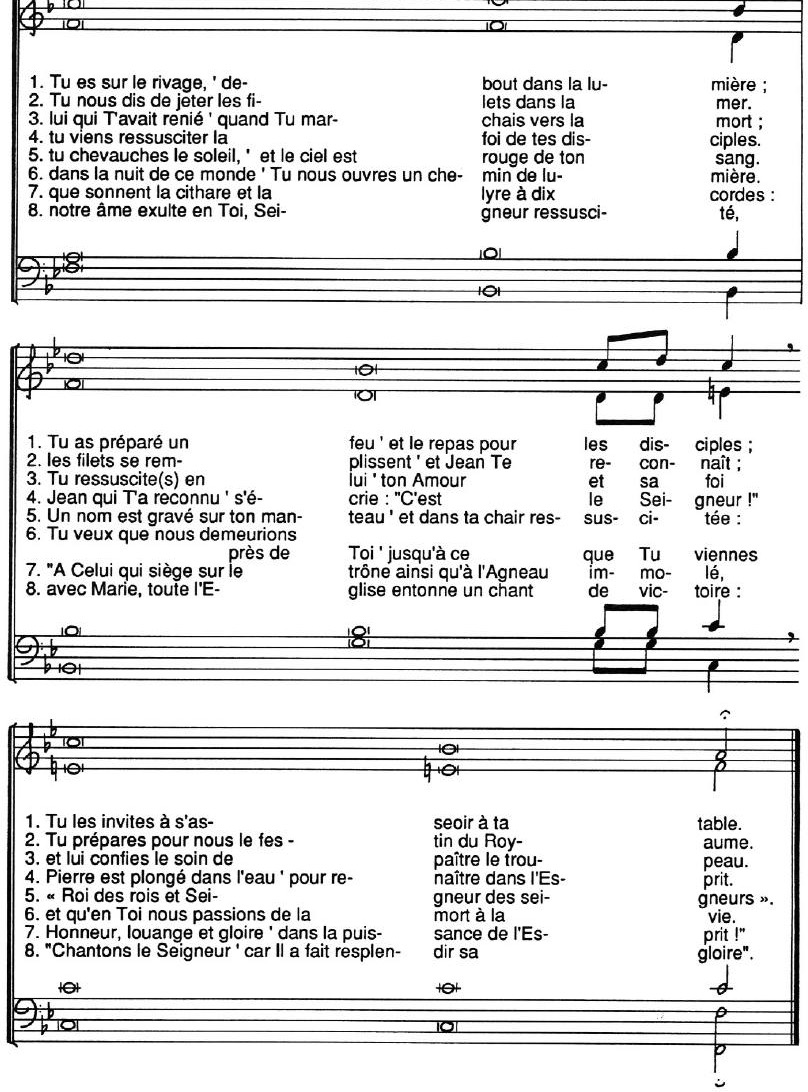 1. Tu es sur le rivage, ' de- bout dans la lu- mière ;
2. Tu nous dis de jeter les fi- lets dans la mer.
3. lui qui T'avait renié ' quand Tu mar- chais vers la mort ;
4. tu viens ressusciter la foi de tes dis- ciples.
5. tu chevauches le soleil, ' et le ciel est rouge de ton sang.
6. dans la nuit de ce monde ' Tu nous ouvres un che- min de lu- mière.
7. que sonnent la cithare et la lyre à dix cordes :
8. notre âme exulte en Toi, Sei- gneur ressusci- té,
1. Tu as préparé un feu ' et le repas pour les dis- ciples ;
2. les filets se rem- plissent ' et Jean Te re- con- naît ;
3. Tu ressuscite(s) en lui ' ton Amour et sa foi
4. Jean qui T'a reconnu ' s'é- crie : "C'est le Sei- gneur !"
5. Un nom est gravé sur ton man- teau ' et dans ta chair res- sus- ci- tée :
6. Tu veux que nous demeurions
près de Toi ' jusqu'à ce que Tu viennes
7. "A Celui qui siège sur le trône ainsi qu'à l'Agneau im- mo- lé,
8. avec Marie, toute l'E- glise entonne un chant de vic- toire :
1. Tu les invites à s'as- seoir à ta table.
2. Tu prépares pour nous le fes - tin du Roy- aume.
3. et lui confies le soin de paître le trou- peau.
4. Pierre est plongé dans l'eau ' pour re- naître dans l'Es- prit.
5. « Roi des rois et Sei- gneur des sei- gneurs ».
6. et qu'en Toi nous passions de la mort à la vie.
7. Honneur, louange et gloire ' dans la puis- sance de l'Es- prit !"
8. "Chantons le Seigneur ' car Il a fait resplen- dir sa gloire".